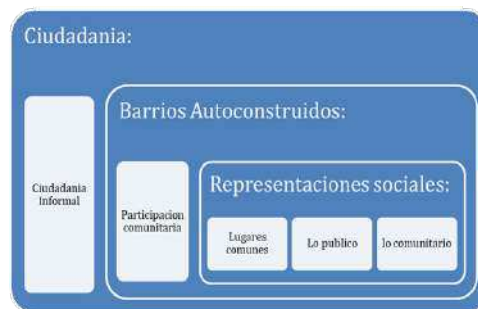 Ciudadania:
Barrios Autoconstruidos:
Representaciones sociales:
Ciudadania
Informal
Participacion
comunitaria
Lugares
comunes
Lo publico
lo comunitario